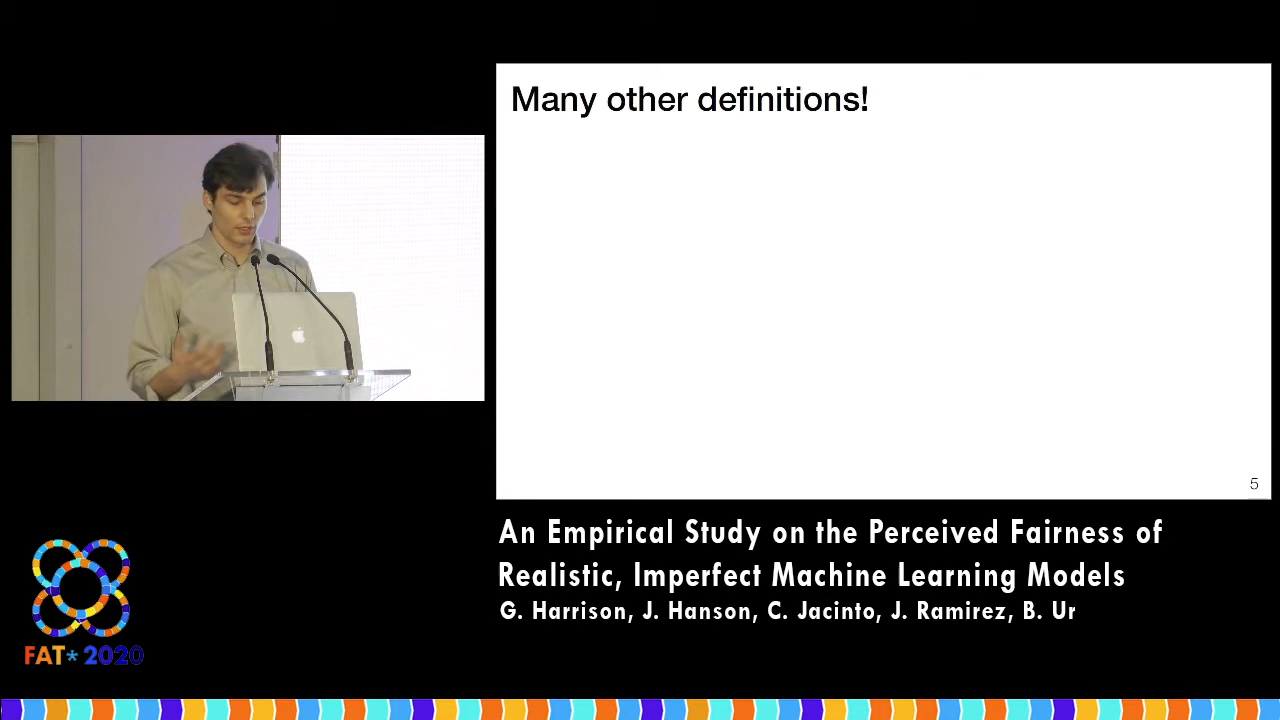 Many other definitions!
5
An Empirical Study on the Perceived Fairness of
Realistic, Imperfect Machine Learning Models
G. Harrison, J. Hanson, C. Jacinto, J. Ramirez, B. Ur
FAT* 2020